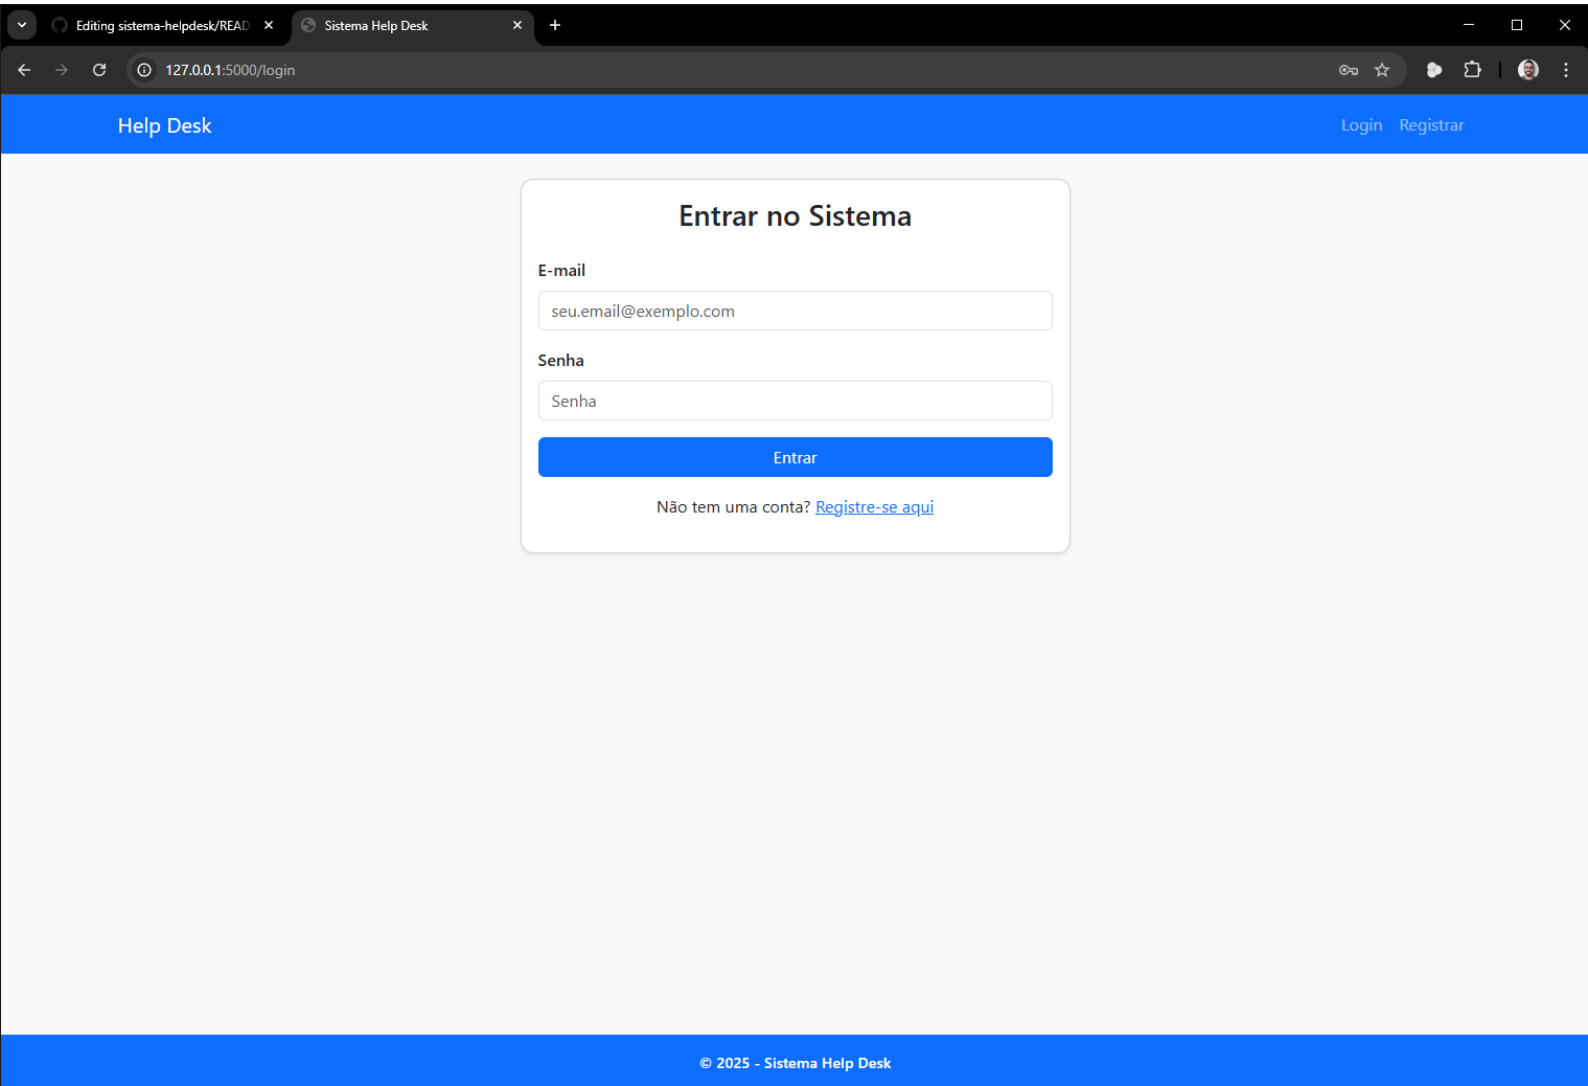 Editing sistema-helpdesk/READ
Sistema Help Desk
127.0.0.1:5000/login
Help Desk
Login Registrar
Entrar no Sistema
E-mail
seu.email@exemplo.com
Senha
Senha
Entrar
Não tem uma conta? Registre-se aqui
© 2025 - Sistema Help Desk